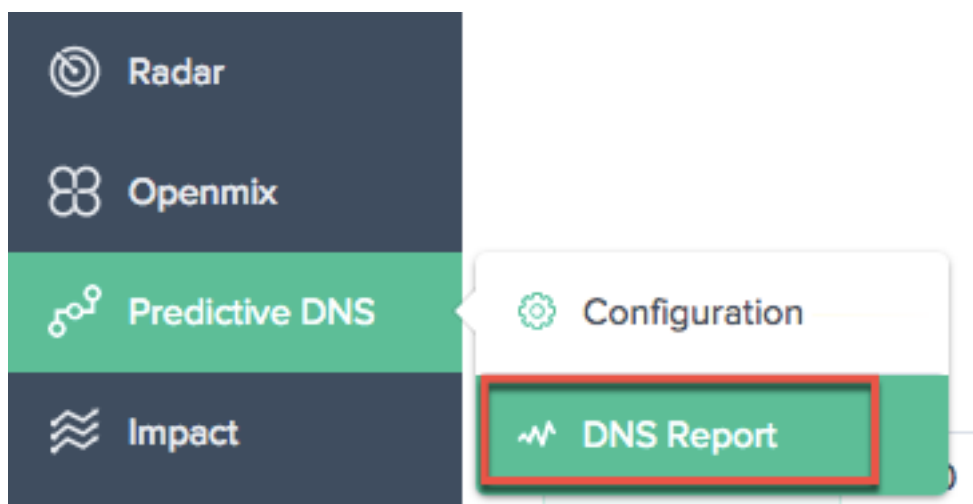 Radar
Openmix
Predictive DNS
Configuration
Impact
DNS Report